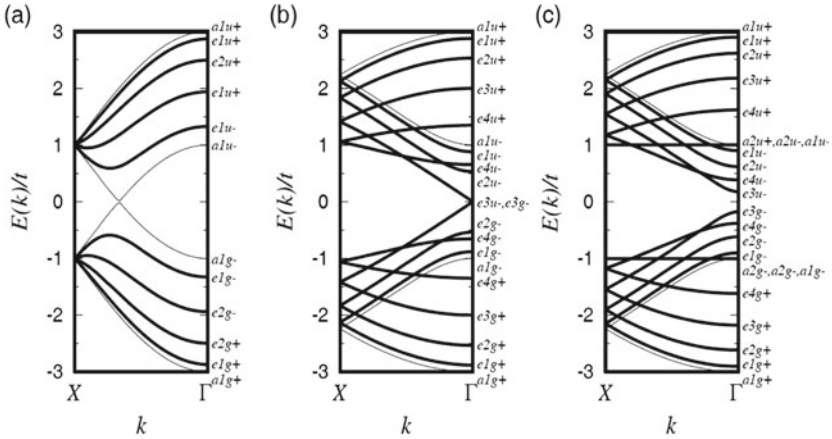 (a)
E(k)/t
3
2
1
0
-1
-2
-3
X
Γ
k
a1u+
e1u+
e2u+
e1u+
e1u-
a1u-
a1g-
e1g-
e2g-
e2g+
e1g+
a1g+
(b)
E(k)/t
3
2
1
0
-1
-2
-3
X
Γ
k
a1u+
e1u+
e2u+
e3u+
e4u+
a1u-
e1u-
e4u-
e2u-
e3u-,e3g-
e2g-
e4g-
e1g-
a1g-
e4g+
e3g+
e2g+
e1g+
a1g+
(c)
E(k)/t
3
2
1
0
-1
-2
-3
X
Γ
k
a1u+
e1u+
e2u+
e3u+
e4u+
a2u+,a2u-,a1u-
e1u-
e2u-
e4u-
e3u-
e3g-
e4g-
e2g-
e1g-
a2g-,a2g-,a1g-
e4g+
e3g+
e2g+
e1g+
a1g+